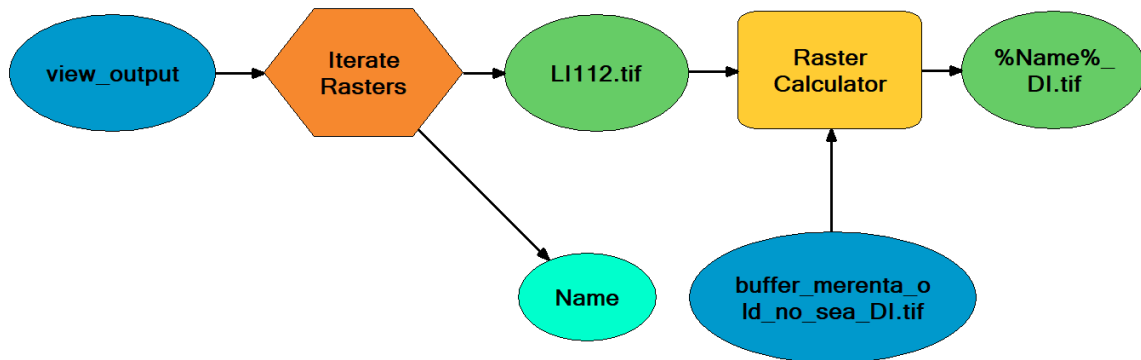 view_output
Iterate
Rasters
LI112.tif
Raster
Calculator
%Name%_
DI.tif
Name
buffer_merenta_o
ld_no_sea_DI.tif